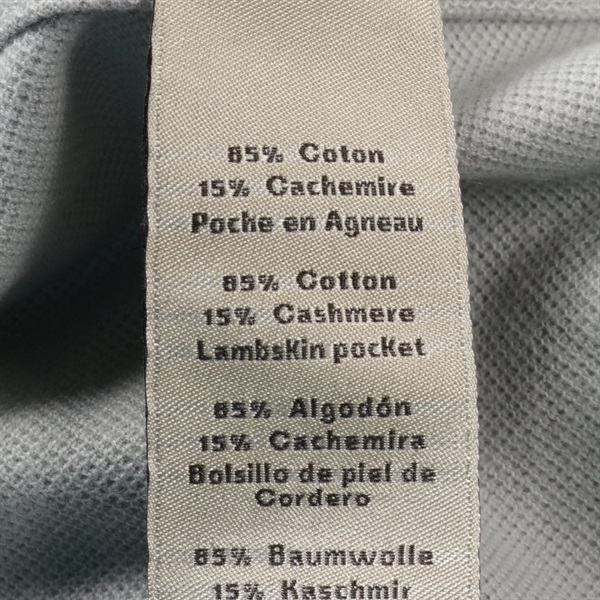 85% Coton
15% Cachemire
Poche en Agneau
85% Cotton
15% Cashmere
Lambskin pocket
85% Algodón
15% Cachemira
Bolsillo de piel de
Cordero
85% Baumwolle
15% Kaschmir